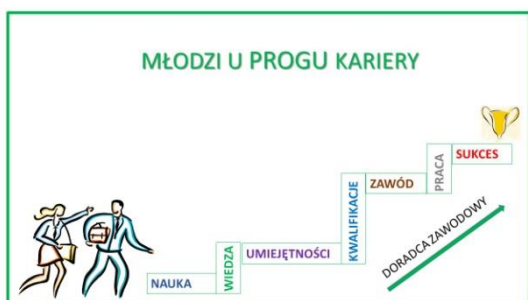 MŁODZI U PROGU KARIERY
NAUKA
WIEDZA
UMIEJĘTNOŚCI
KWALIFIKACJE
ZAWÓD
PRACA
SUKCES
DORADCA ZAWODOWY